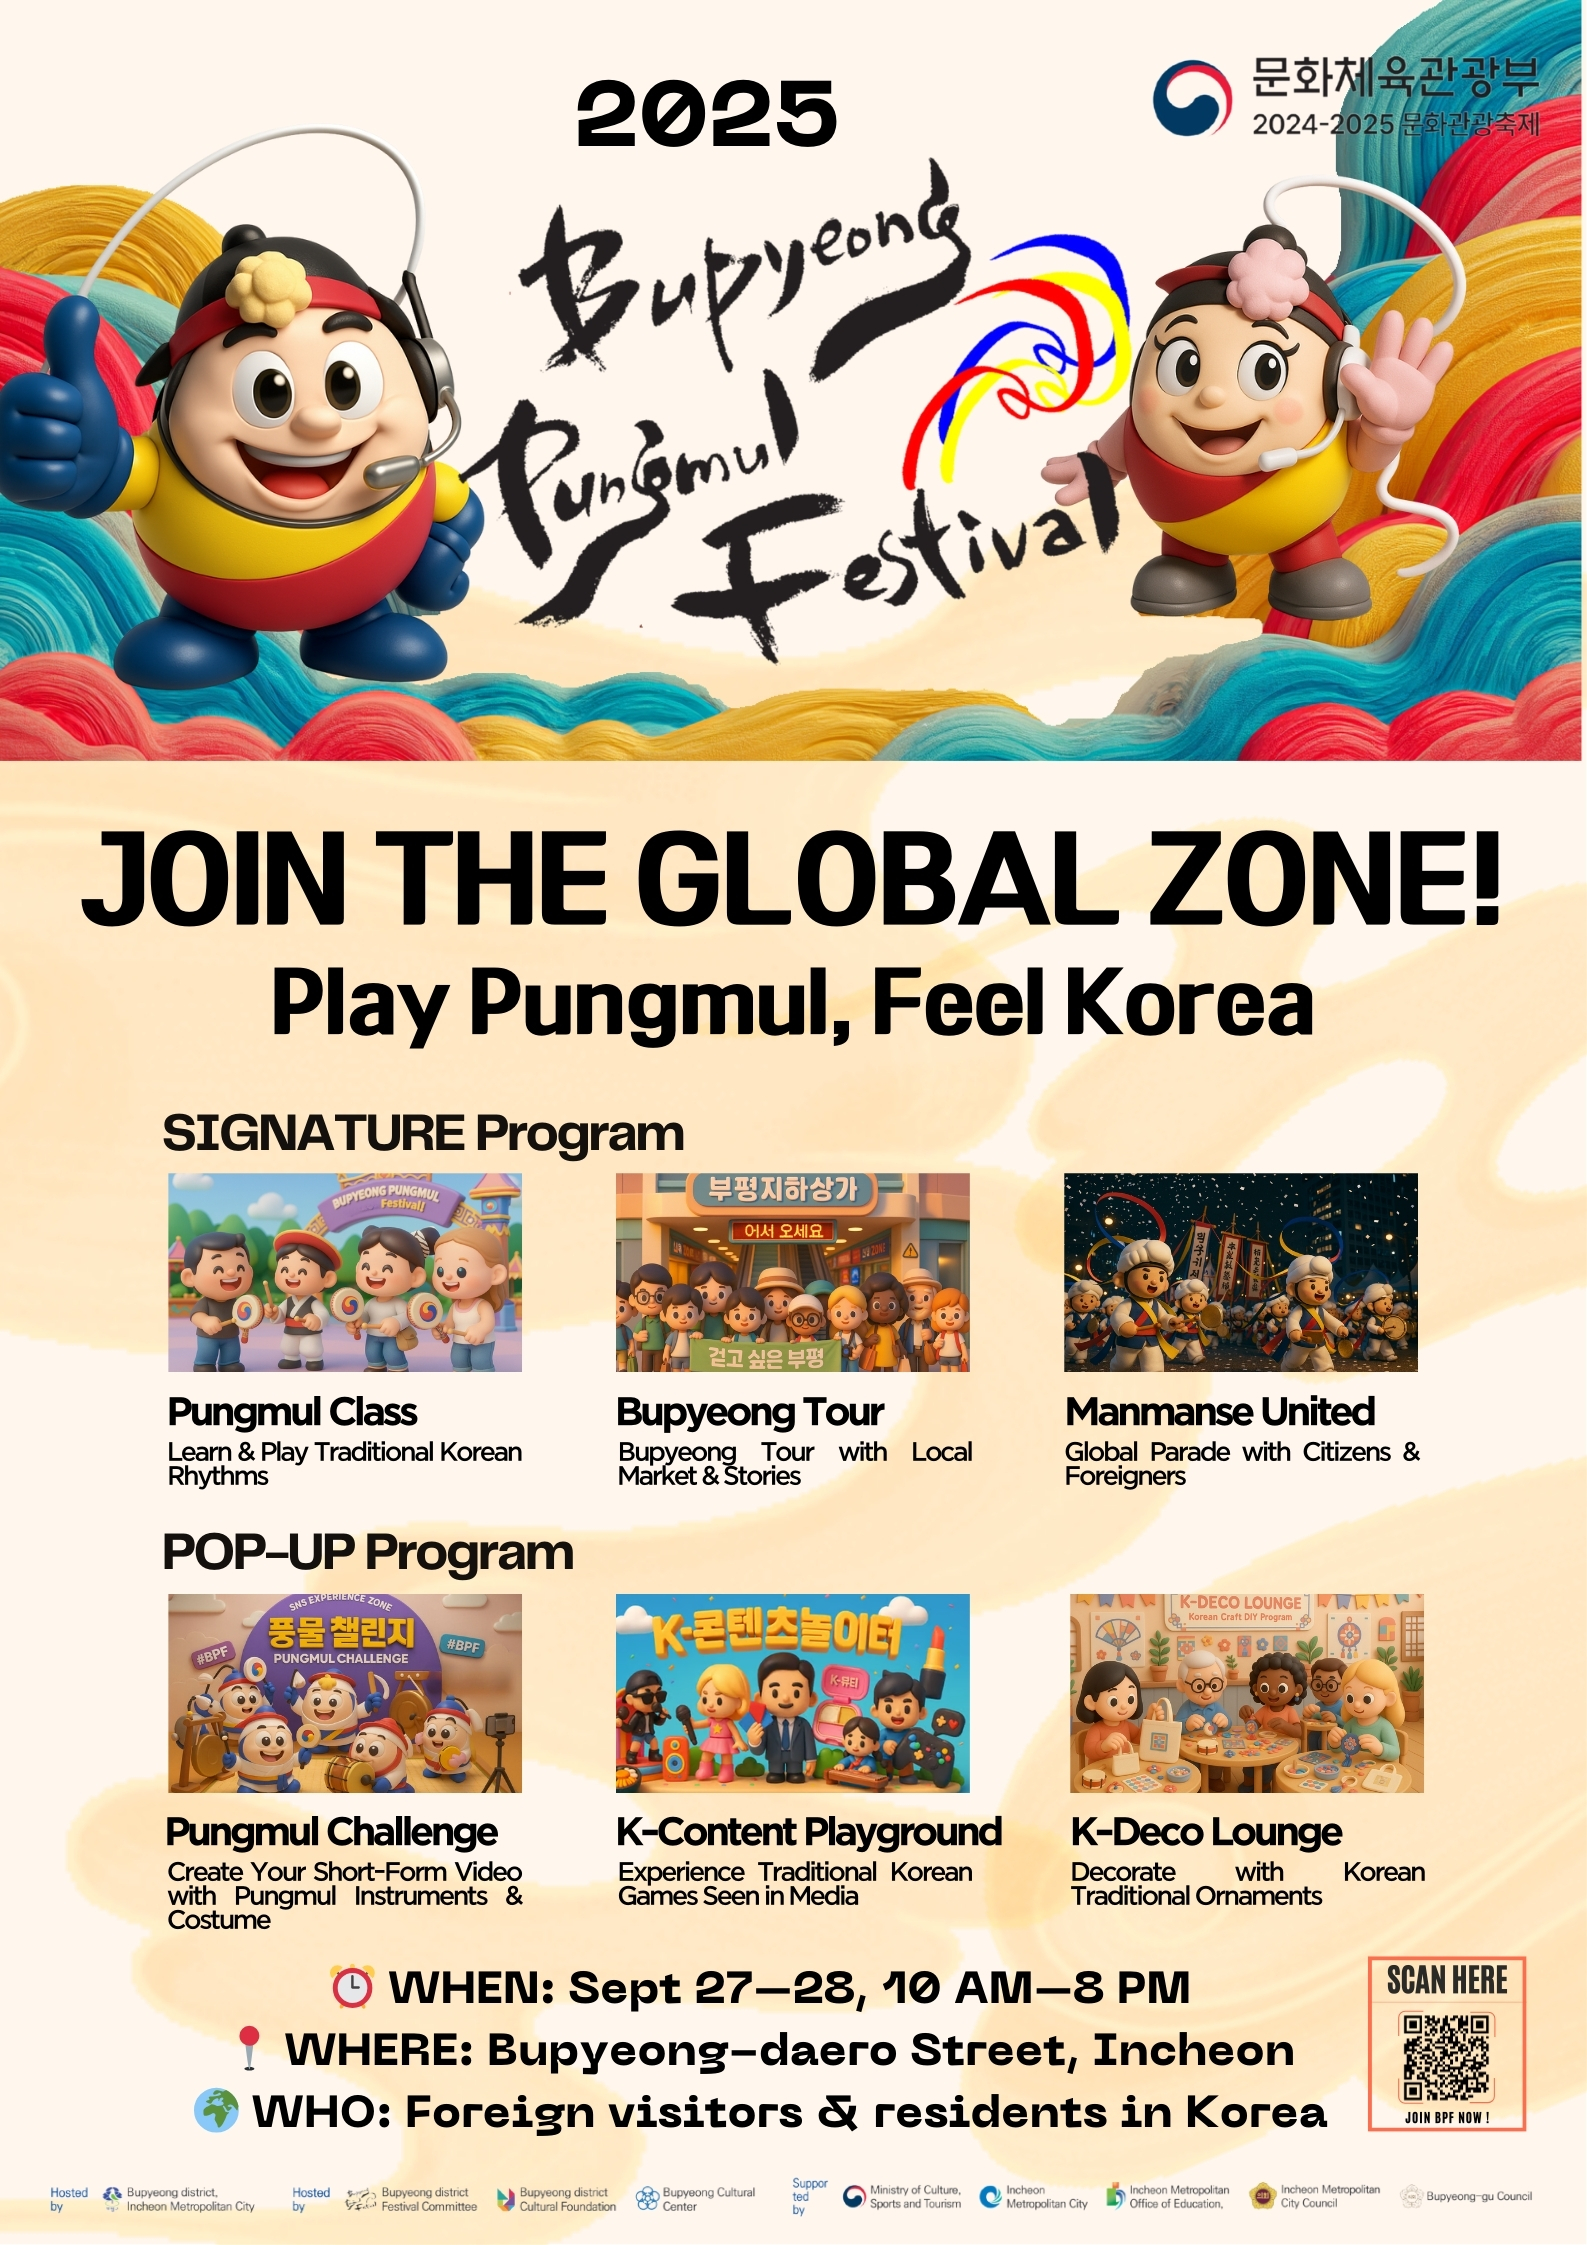 2025
문화체육관광부
2024-2025 문화관광축제
Bupyeong
Pungmul
Festival
JOIN THE GLOBAL ZONE!
Play Pungmul, Feel Korea
SIGNATURE Program
BUPYEONG PUNGMUL
Festival!
부평지하상가
어서 오세요
걷고 싶은 부평
Pungmul Class
Learn & Play Traditional Korean
Rhythms
Bupyeong Tour
Bupyeong Tour with Local
Market & Stories
Manmanse United
Global Parade with Citizens &
Foreigners
POP-UP Program
SNS EXPERIENCE ZONE
풍물 챌린지
PUNGMUL CHALLENGE
#BPF
#BPF
K-콘텐츠놀이터
K-뷰티
K-DECO LOUNGE
Korean Craft DIY Program
Pungmul Challenge
Create Your Short-Form Video
with Pungmul Instruments &
Costume
K-Content Playground
Experience Traditional Korean
Games Seen in Media
K-Deco Lounge
Decorate with Korean
Traditional Ornaments
WHEN: Sept 27–28, 10 AM–8 PM
WHERE: Bupyeong-daero Street, Incheon
WHO: Foreign visitors & residents in Korea
SCAN HERE
JOIN BPF NOW !
Hosted
by
Bupyeong district,
Incheon Metropolitan City
Hosted
by
Bupyeong district
Festival Committee
Bupyeong district
Cultural Foundation
Bupyeong Cultural
Center
Suppor
ted
by
Ministry of Culture,
Sports and Tourism
Incheon
Metropolitan City
Incheon Metropolitan
Office of Education,
Incheon Metropolitan
City Council
Bupyeong-gu Council